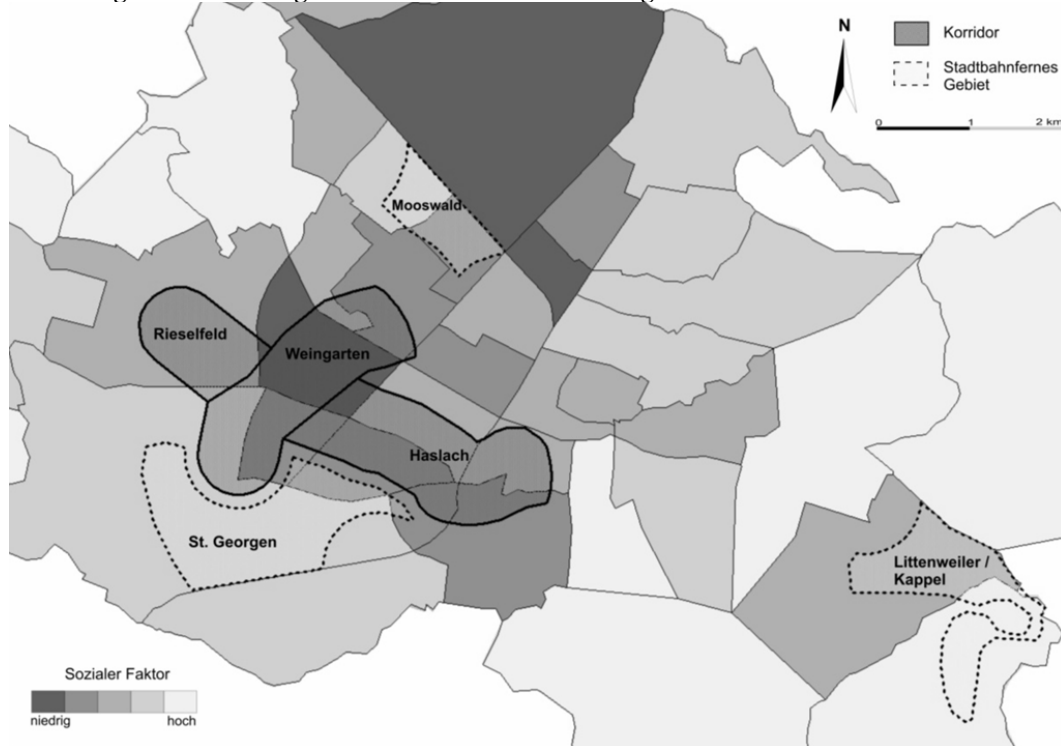 N
Korridor
Stadtbahnfernes
Gebiet
0 1 2 km
Mooswald
Rieselfeld
Weingarten
Haslach
St. Georgen
Littenweiler /
Kappel
Sozialer Faktor
niedrig hoch